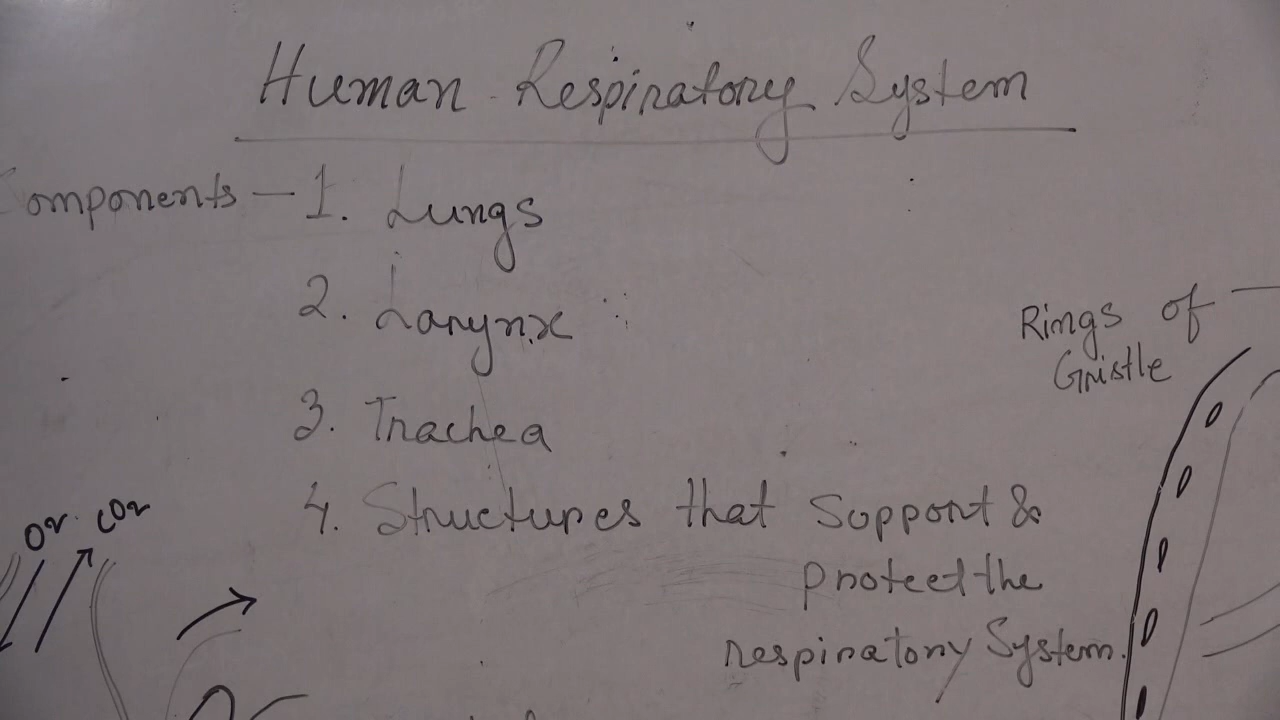 Human Respiratory System
Components – 1. Lungs
2. Larynx
3. Trachea
4. Structures that Support &
protect the
respiratory System.
Rings of
Gristle
O2 CO2